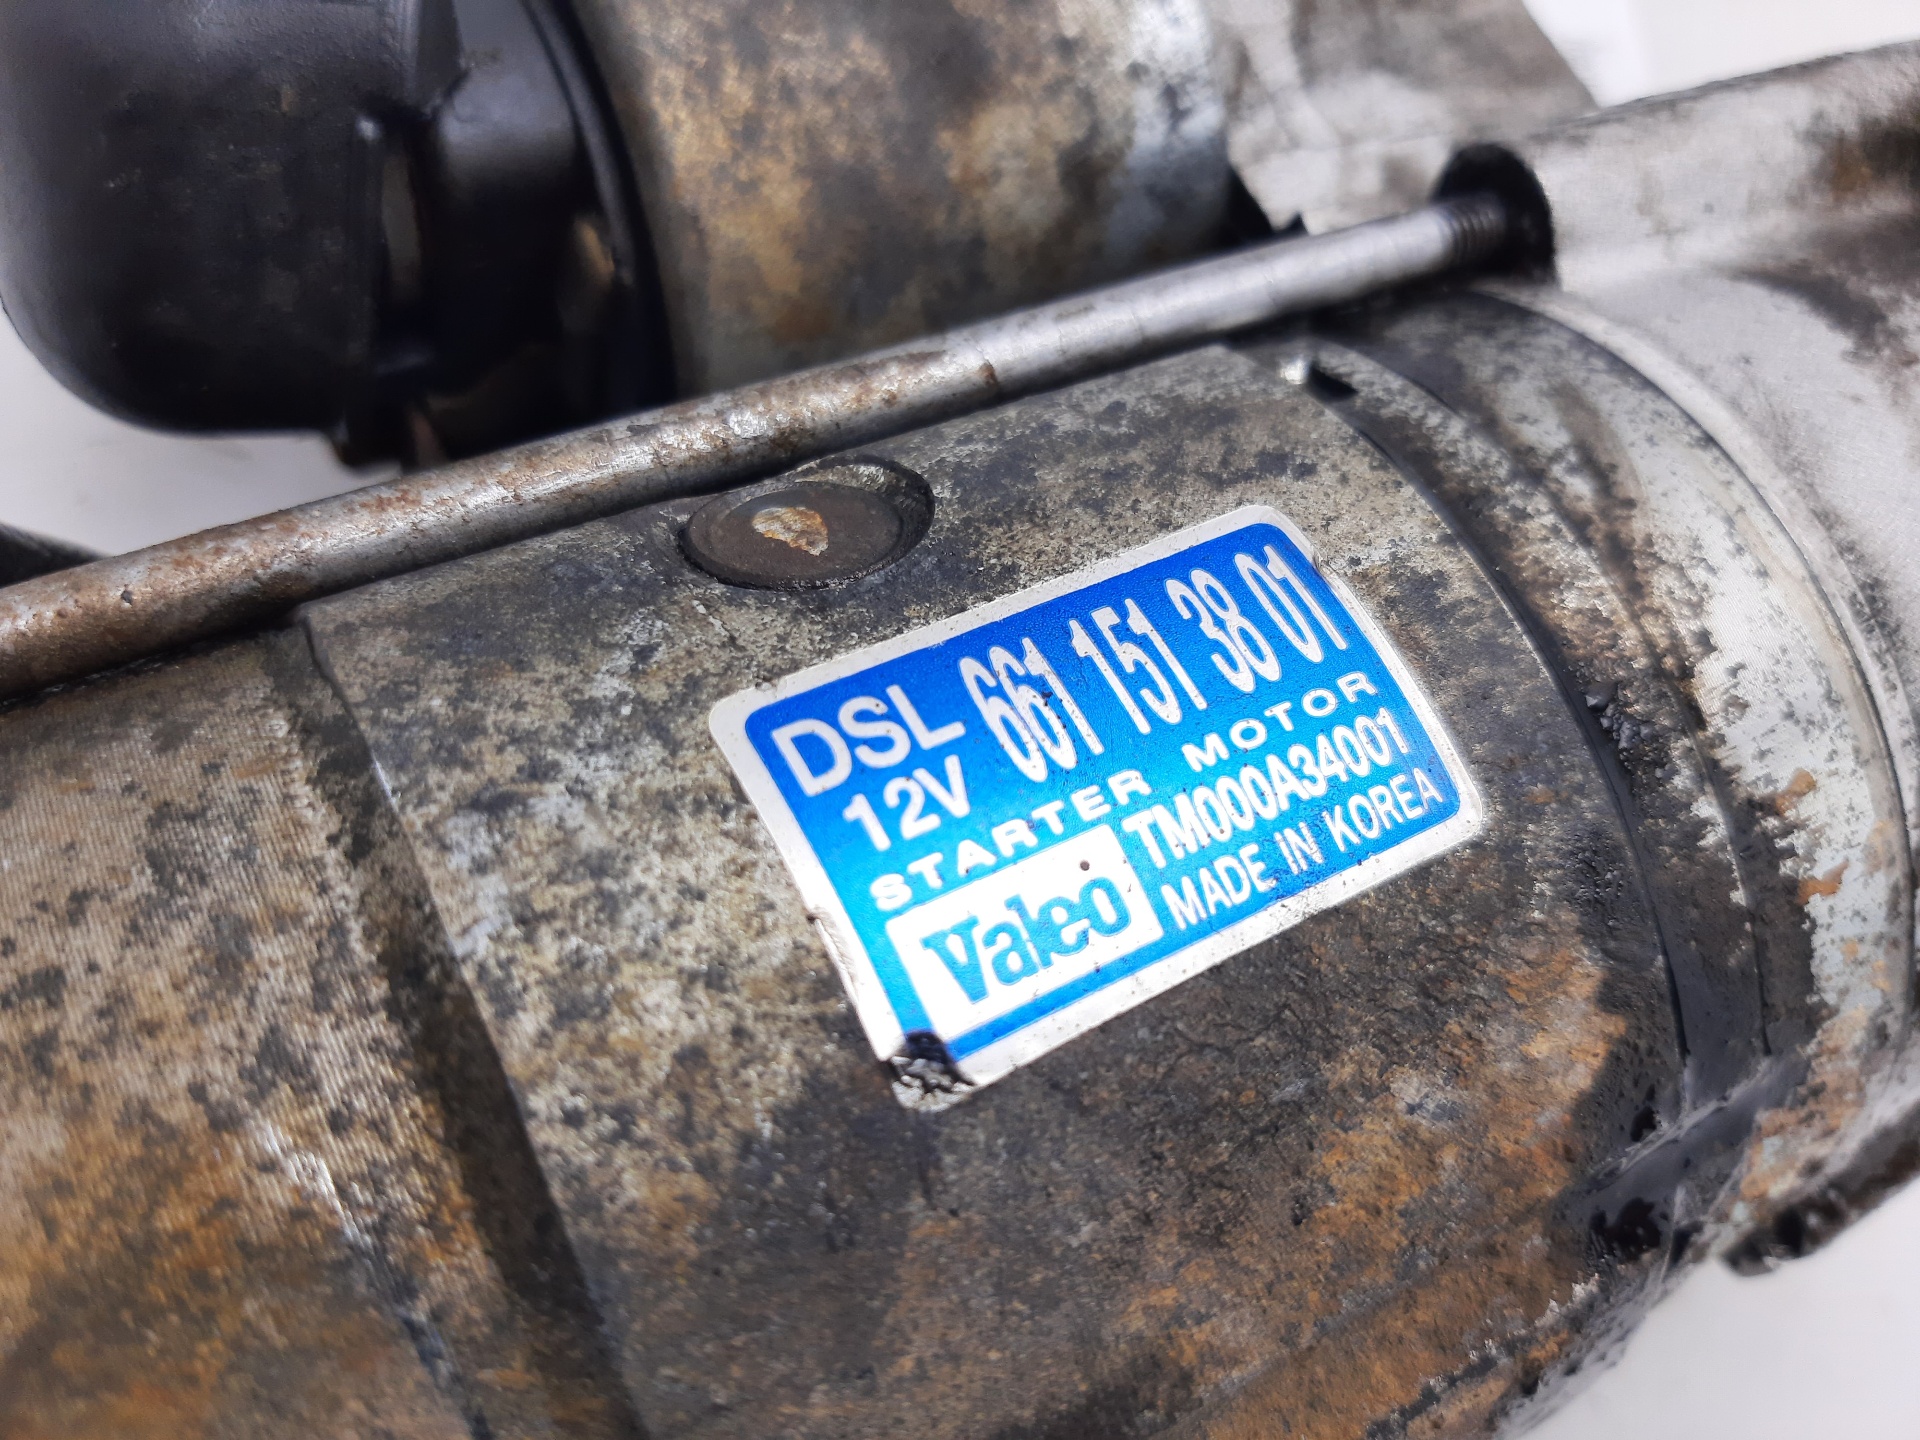 DSL 661 151 38 01
12V
STARTER MOTOR
Valeo TM000A34001
MADE IN KOREA